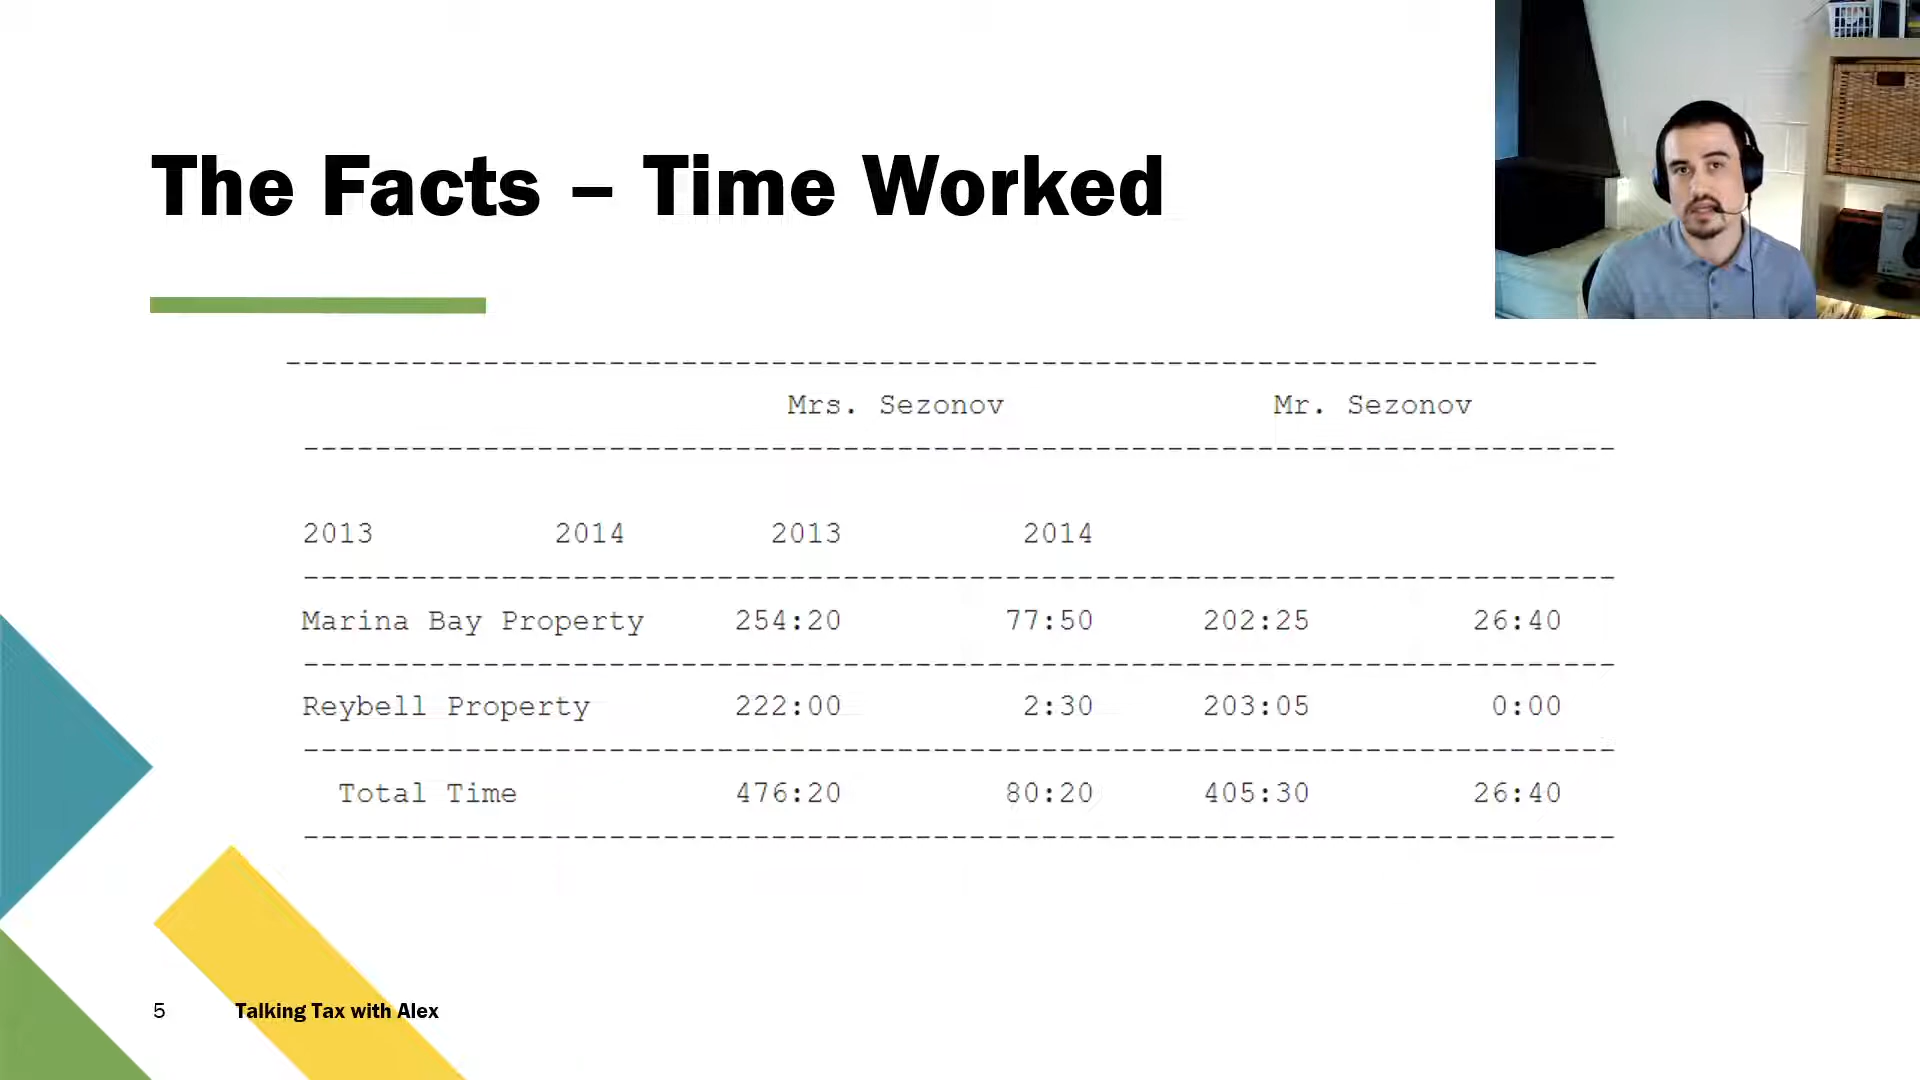 The Facts – Time Worked
Mrs. Sezonov Mr. Sezonov
2013 2014 2013 2014
Marina Bay Property 254:20 77:50 202:25 26:40
Reybell Property 222:00 2:30 203:05 0:00
Total Time 476:20 80:20 405:30 26:40
5 Talking Tax with Alex